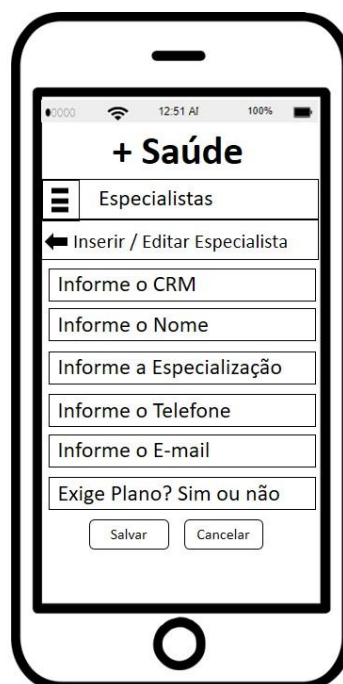 12:51 AI 100%
+ Saúde
Especialistas
Inserir / Editar Especialista
Informe o CRM
Informe o Nome
Informe a Especialização
Informe o Telefone
Informe o E-mail
Exige Plano? Sim ou não
Salvar Cancelar